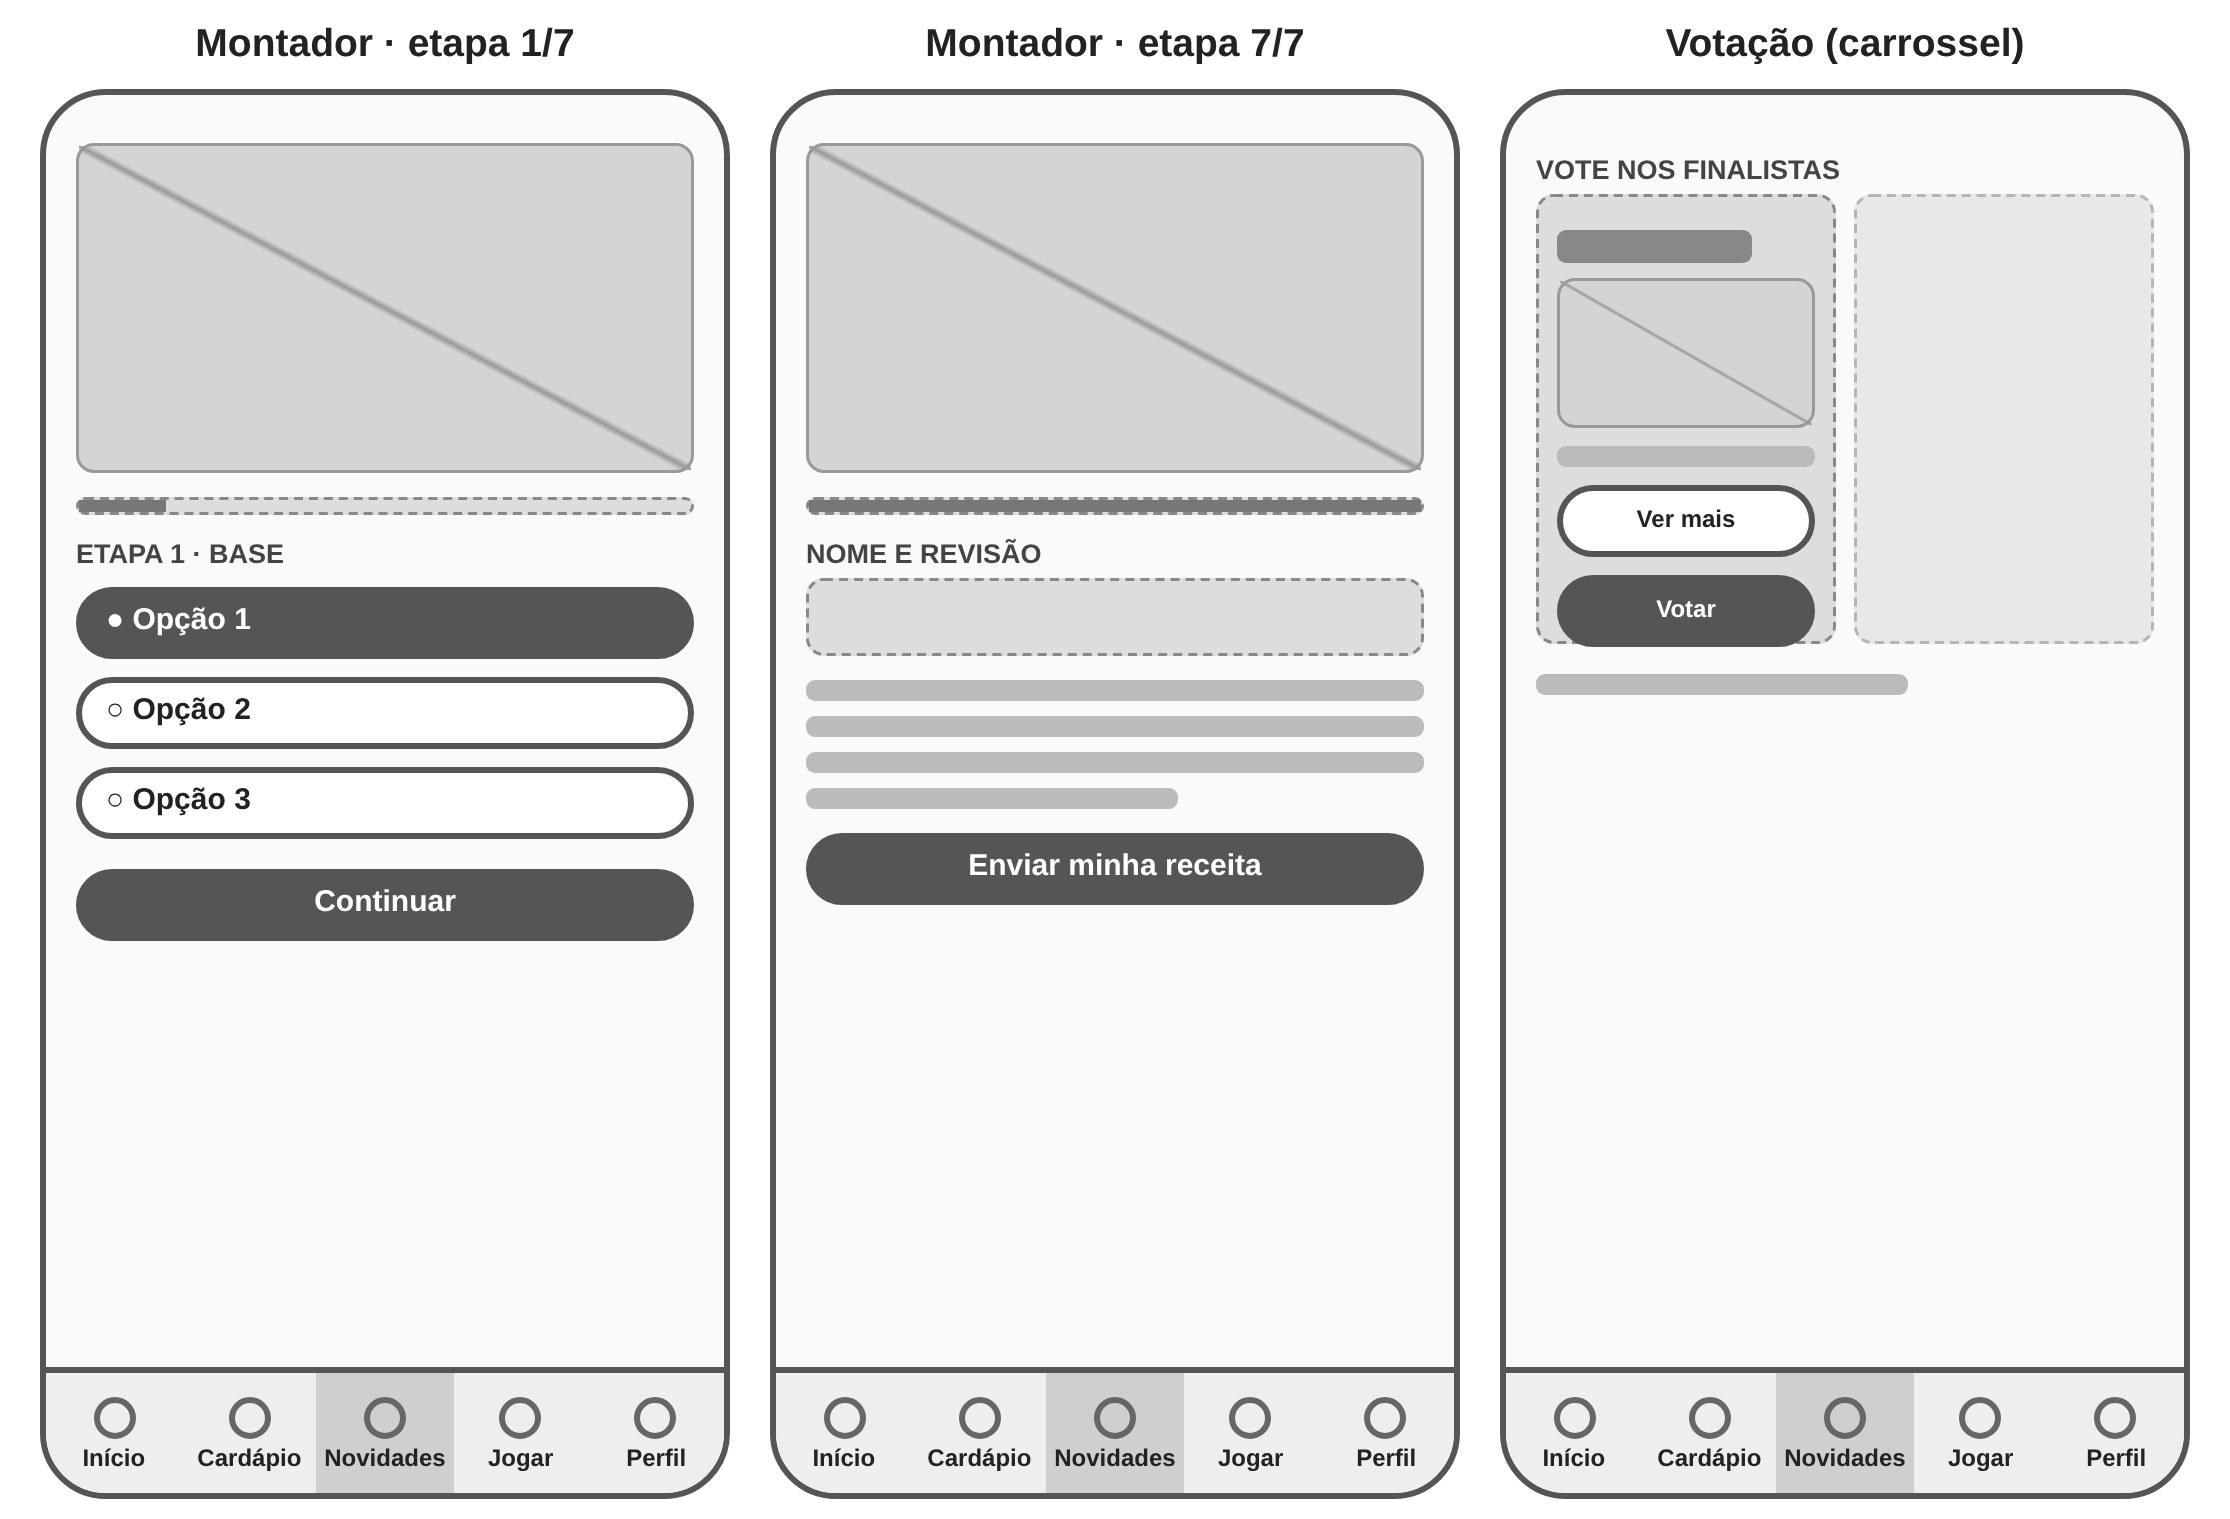 Montador · etapa 1/7
ETAPA 1 · BASE
● Opção 1
○ Opção 2
○ Opção 3
Continuar
Início Cardápio Novidades Jogar Perfil
Montador · etapa 7/7
NOME E REVISÃO
Enviar minha receita
Início Cardápio Novidades Jogar Perfil
Votação (carrossel)
VOTE NOS FINALISTAS
Ver mais
Votar
Início Cardápio Novidades Jogar Perfil